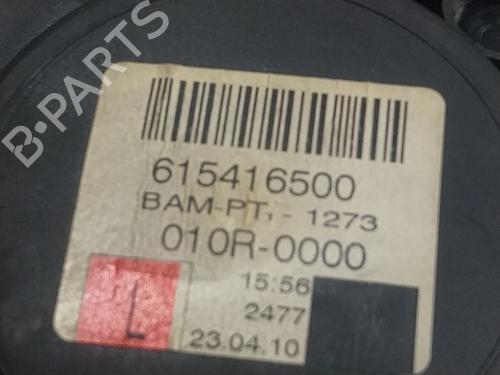 B-PARTS
615416500
BAM-PT, - 1273
010R-0000
15:56
L
2477
23.04.10